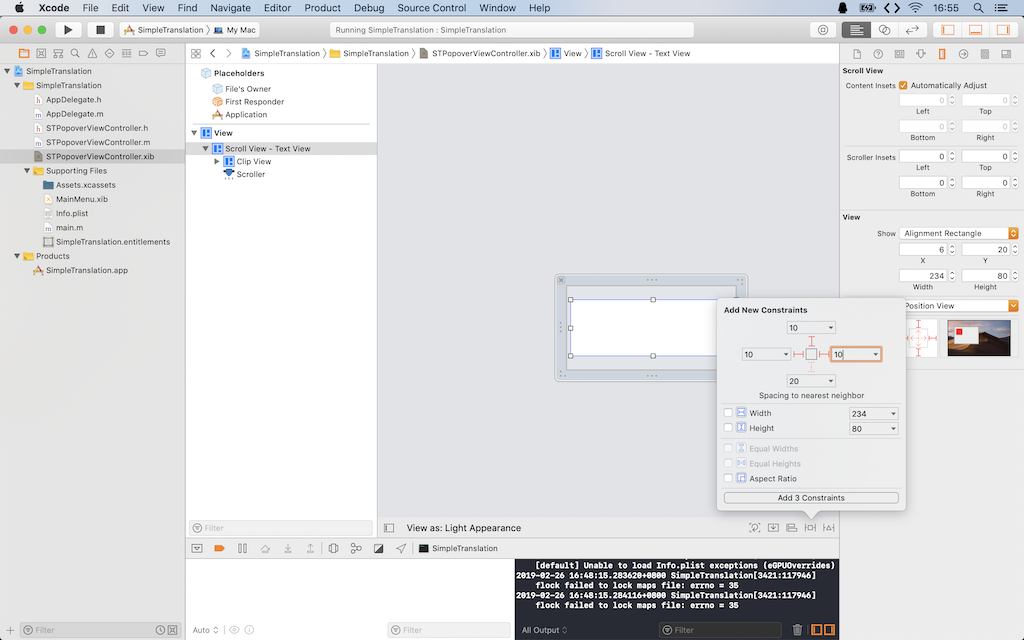 Xcode File Edit View Find Navigate Editor Product Debug Source Control Window Help 16:55
SimpleTranslation My Mac Running SimpleTranslation : SimpleTranslation
SimpleTranslation SimpleTranslation STPopoverViewController.xib View Scroll View - Text View
SimpleTranslation
SimpleTranslation
AppDelegate.h
AppDelegate.m
STPopoverViewController.h
STPopoverViewController.m
STPopoverViewController.xib
Supporting Files
Assets.xcassets
MainMenu.xib
Info.plist
main.m
SimpleTranslation.entitlements
Products
SimpleTranslation.app
Filter
Placeholders
File's Owner
First Responder
Application
View
Scroll View - Text View
Clip View
Scroller
Filter
View as: Light Appearance
Add New Constraints
10
10 10
20
Spacing to nearest neighbor
Width 234
Height 80
Equal Widths
Equal Heights
Aspect Ratio
Add 3 Constraints
Scroll View
Content Insets Automatically Adjust
0 0
Left Top
0 0
Bottom Right
Scroller Insets 0 0
Left Top
0 0
Bottom Right
View
Show Alignment Rectangle
6 20
X Y
234 80
Width Height
Position View
SimpleTranslation
[default] Unable to load Info.plist exceptions (eGPUOverrides)
2019-02-26 16:48:15.283620+0800 SimpleTranslation[3421:117946]
flock failed to lock maps file: errno = 35
2019-02-26 16:48:15.284116+0800 SimpleTranslation[3421:117946]
flock failed to lock maps file: errno = 35
Auto Filter All Output Filter